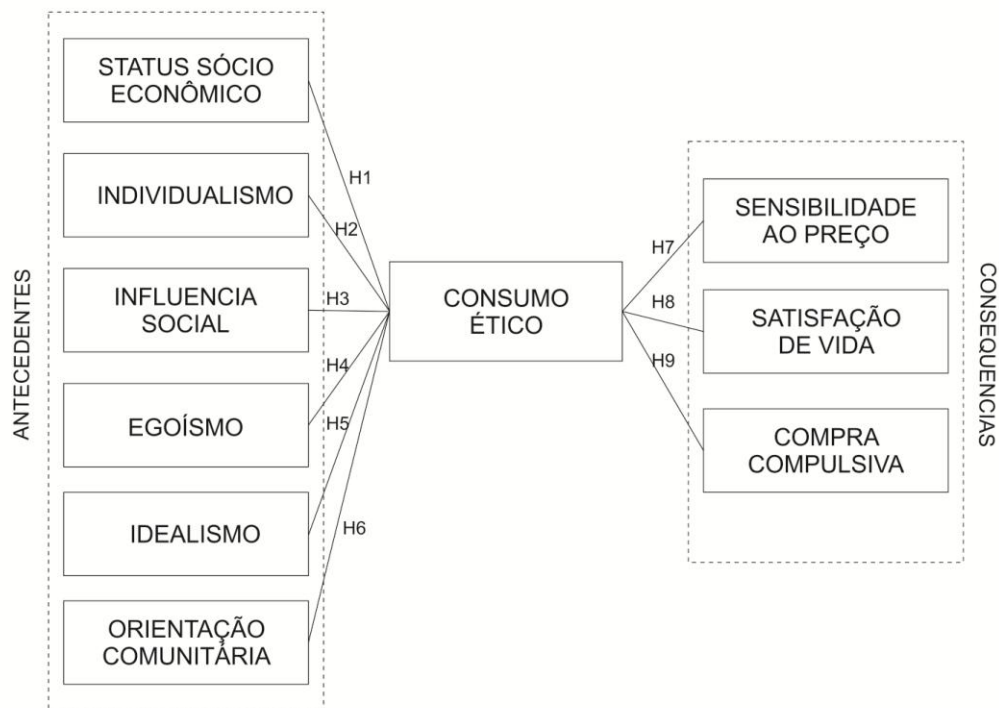 ANTECEDENTES
STATUS SÓCIO
ECONÔMICO
INDIVIDUALISMO
INFLUENCIA
SOCIAL
EGOÍSMO
IDEALISMO
ORIENTAÇÃO
COMUNITÁRIA
H1
H2
H3
H4
H5
H6
CONSUMO
ÉTICO
H7
H8
H9
SENSIBILIDADE
AO PREÇO
SATISFAÇÃO
DE VIDA
COMPRA
COMPULSIVA
CONSEQUENCIAS